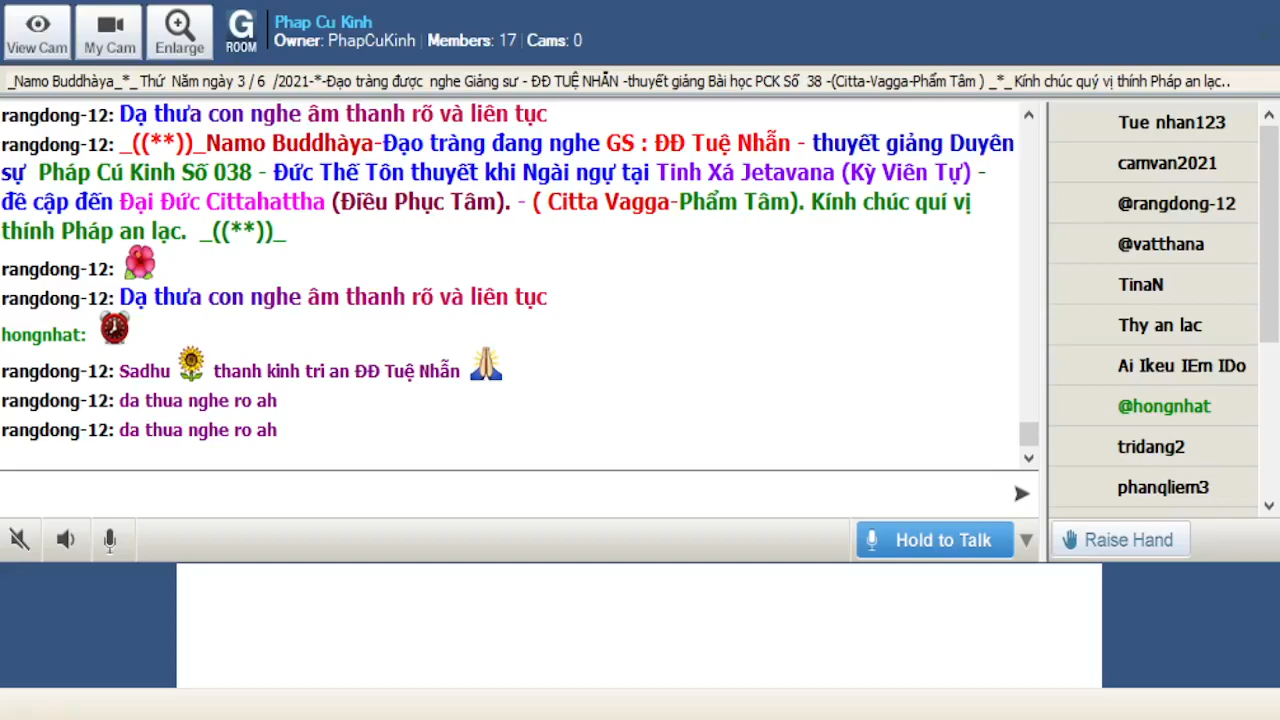 View Cam
My Cam
Enlarge
G
ROOM
Phap Cu Kinh
Owner: PhapCuKinh | Members: 17 | Cams: 0
_Namo Buddhàya_*_Thứ Năm ngày 3 / 6 /2021-*-Đạo tràng được nghe Giảng sư - ĐĐ TUỆ NHẪN -thuyết giảng Bài học PCK Số 38 -(Citta-Vagga-Phẩm Tâm ) _*_Kính chúc quý vị thính Pháp an lạc..
rangdong-12: Dạ thưa con nghe âm thanh rõ và liên tục
rangdong-12: _((**))_Namo Buddhàya-Đạo tràng đang nghe GS : ĐĐ Tuệ Nhẫn - thuyết giảng Duyên
sự Pháp Cú Kinh Số 038 - Đức Thế Tôn thuyết khi Ngài ngự tại Tinh Xá Jetavana (Kỳ Viên Tự) -
đề cập đến Đại Đức Cittahattha (Điều Phục Tâm). - ( Citta Vagga-Phẩm Tâm). Kính chúc quí vị
thính Pháp an lạc. _((**))_
rangdong-12:
rangdong-12: Dạ thưa con nghe âm thanh rõ và liên tục
hongnhat:
rangdong-12: Sadhu thanh kinh tri an ĐĐ Tuệ Nhẫn
rangdong-12: da thua nghe ro ah
rangdong-12: da thua nghe ro ah
Tue nhan123
camvan2021
@rangdong-12
@vatthana
TinaN
Thy an lac
Ai Ikeu IEm IDo
@hongnhat
tridang2
phanqliem3
Hold to Talk
Raise Hand